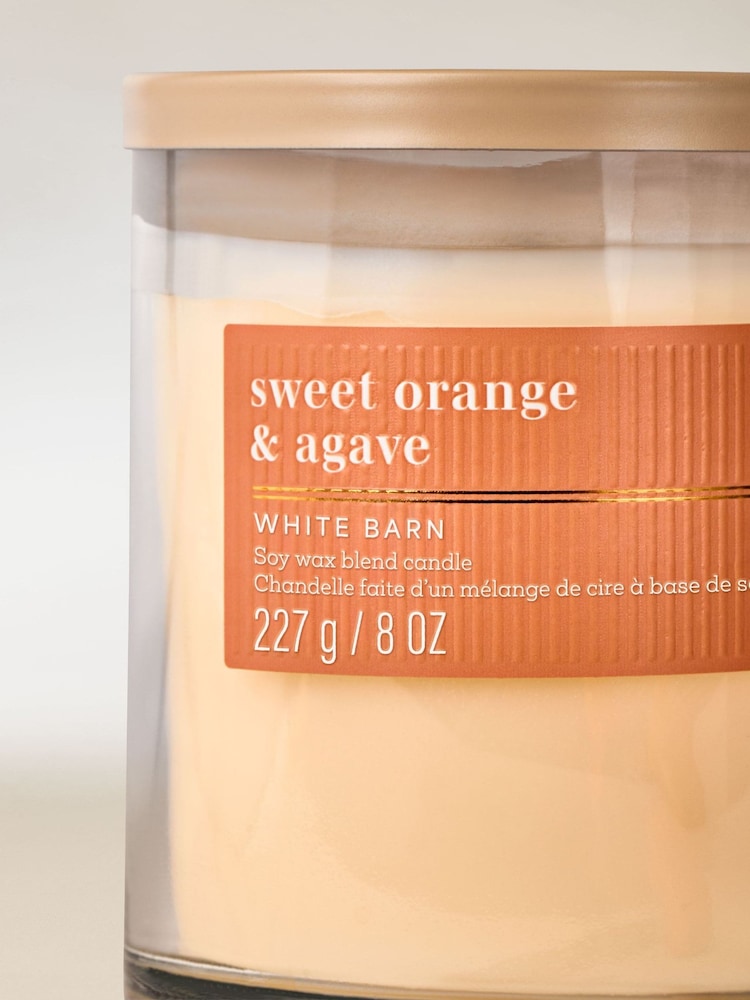 sweet orange
& agave
WHITE BARN
Soy wax blend candle
Chandelle faite d'un mélange de cire à base de
227 g / 8 OZ